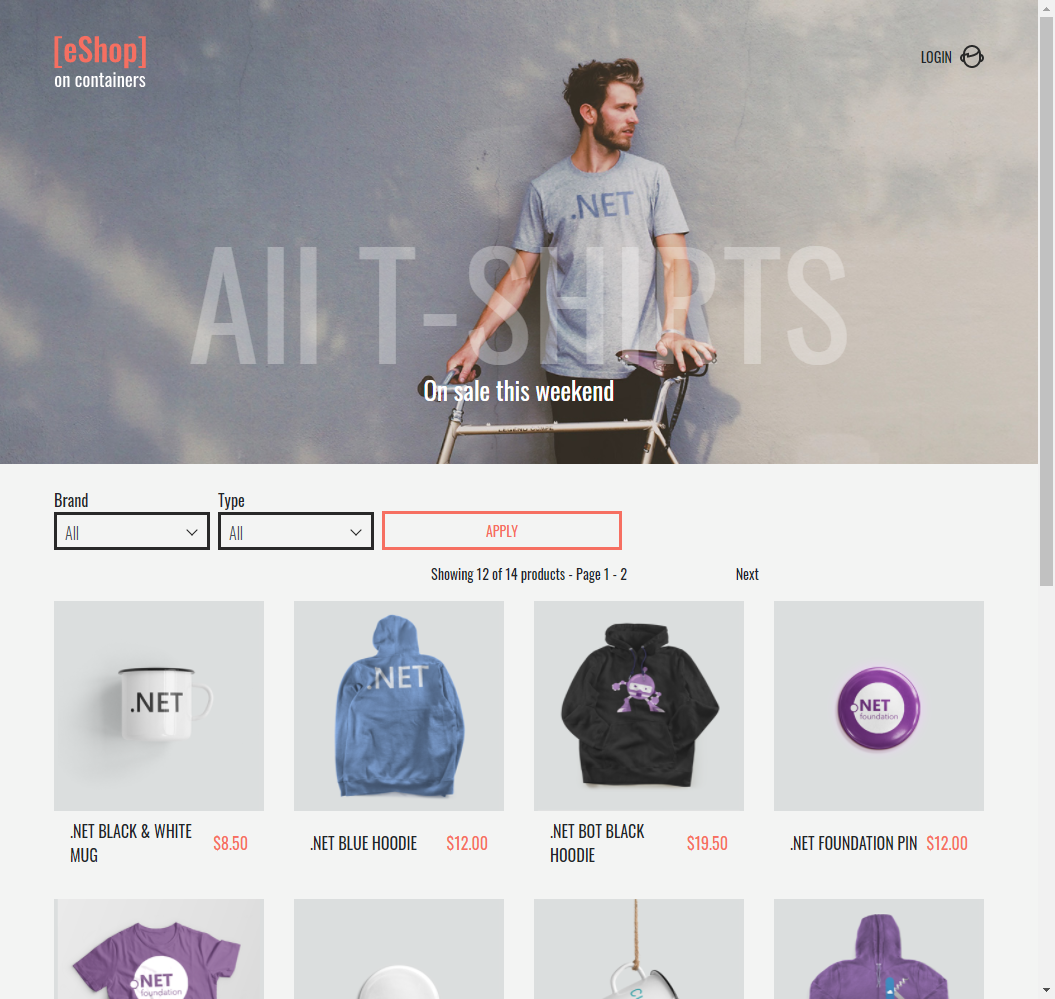 [eShop]
on containers
LOGIN
.NET
All T-SHIRTS
On sale this weekend
Brand
Type
All
All
APPLY
Showing 12 of 14 products - Page 1 - 2
Next
.NET
.NET
.NET
foundation
.NET BLACK & WHITE
MUG
$8.50
.NET BLUE HOODIE
$12.00
.NET BOT BLACK
HOODIE
$19.50
.NET FOUNDATION PIN
$12.00
.NET
foundation